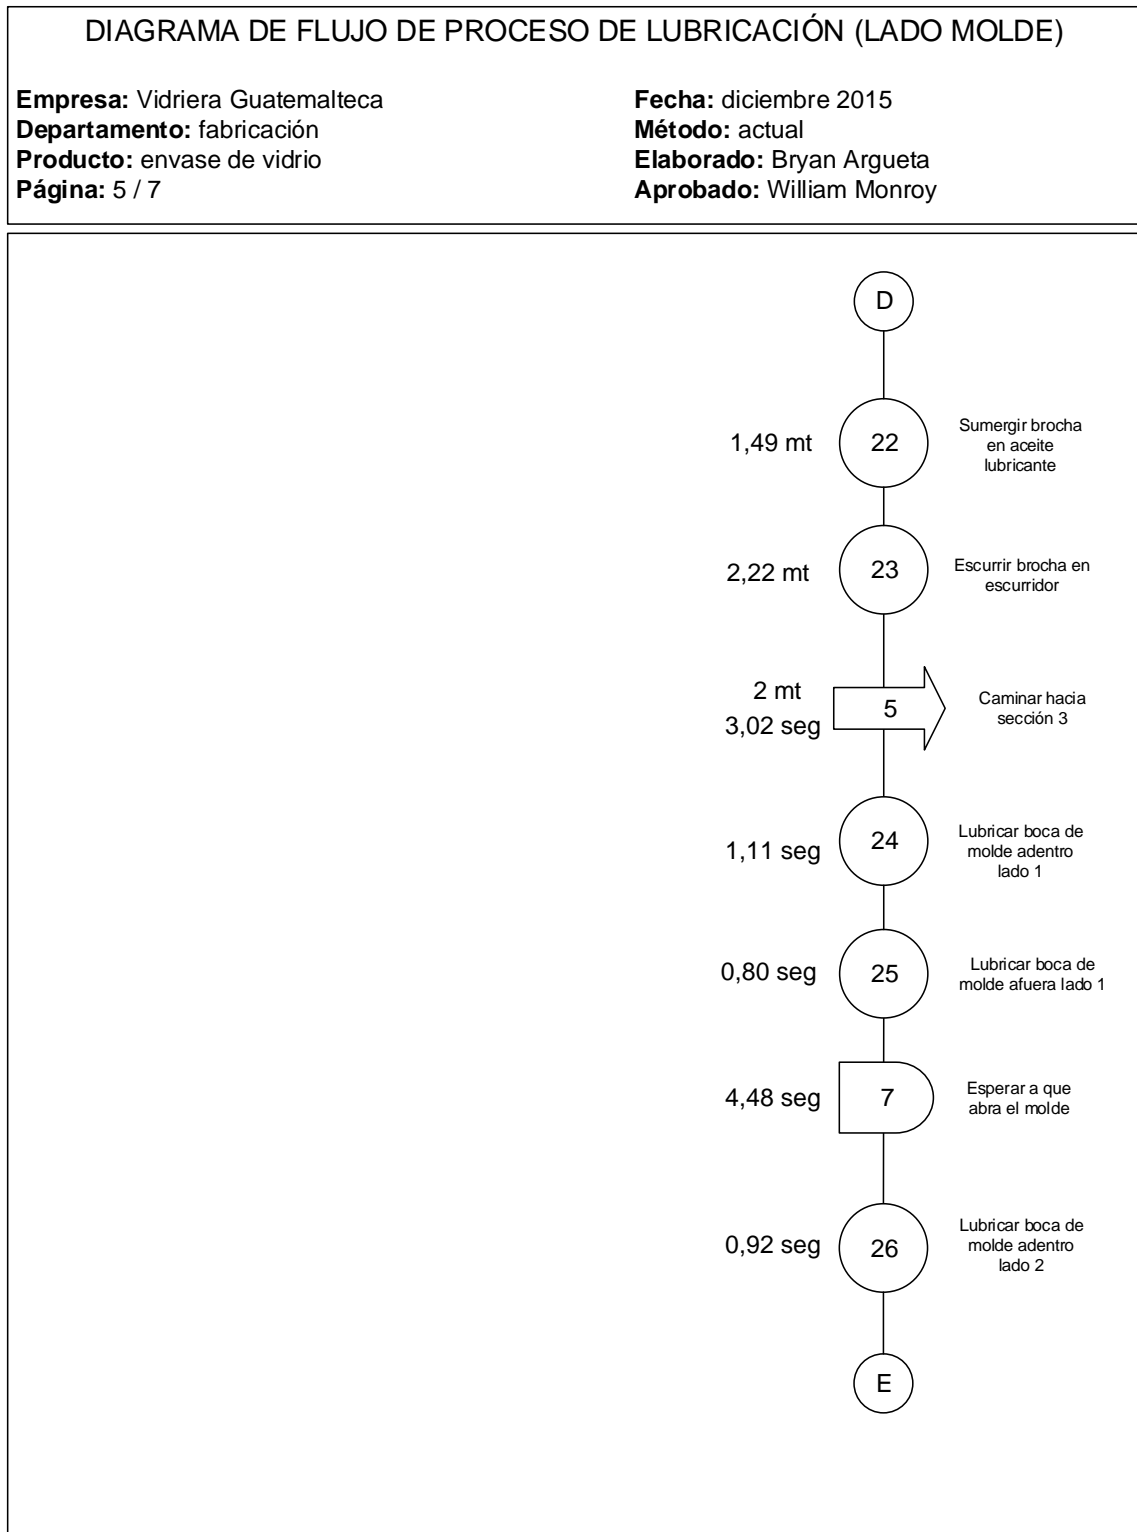 DIAGRAMA DE FLUJO DE PROCESO DE LUBRICACIÓN (LADO MOLDE)
Empresa: Vidriera Guatemalteca
Departamento: fabricación
Producto: envase de vidrio
Página: 5 / 7
Fecha: diciembre 2015
Método: actual
Elaborado: Bryan Argueta
Aprobado: William Monroy
D
1,49 mt
22
Sumergir brocha
en aceite
lubricante
2,22 mt
23
Escurrir brocha en
escurridor
2 mt
3,02 seg
5
Caminar hacia
sección 3
1,11 seg
24
Lubricar boca de
molde adentro
lado 1
0,80 seg
25
Lubricar boca de
molde afuera lado 1
4,48 seg
7
Esperar a que
abra el molde
0,92 seg
26
Lubricar boca de
molde adentro
lado 2
E